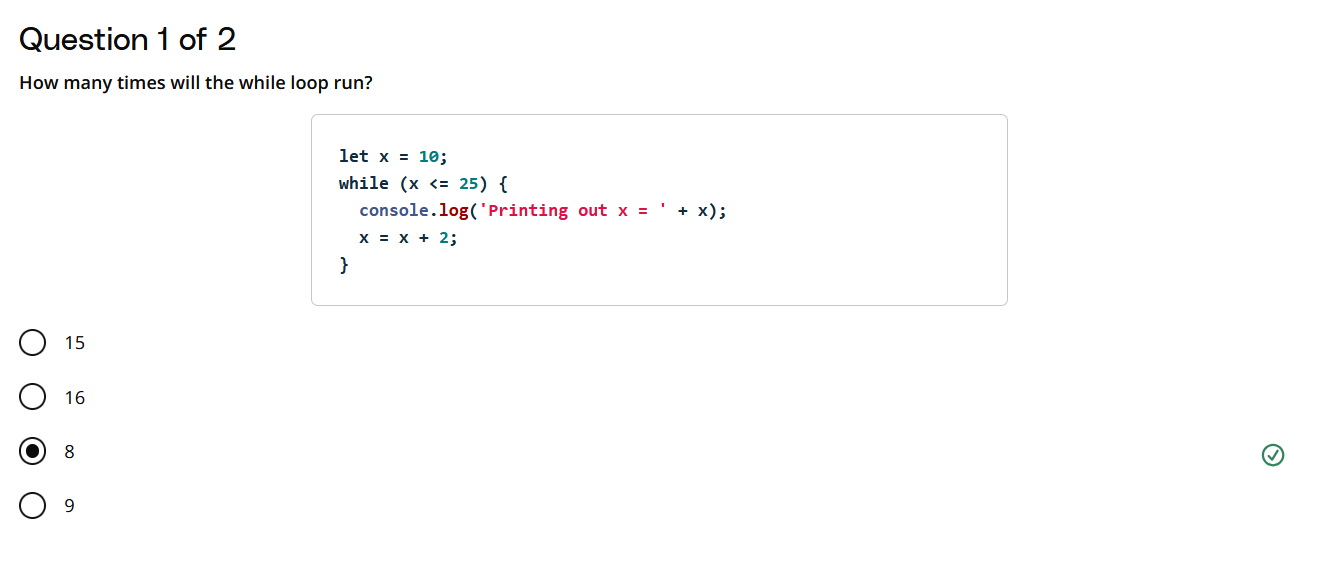 Question 1 of 2
How many times will the while loop run?
let x = 10;
while (x <= 25) {
  console.log('Printing out x = ' + x);
  x = x + 2;
}
15
16
8
9